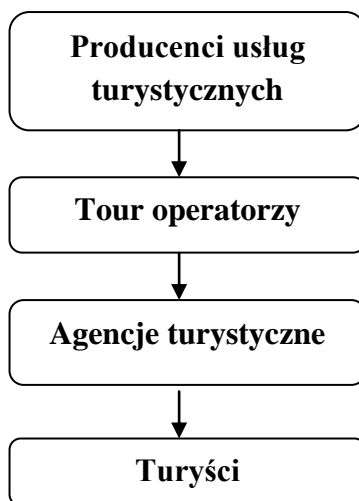 Producenci usług
turystycznych
Tour operatorzy
Agencje turystyczne
Turyści